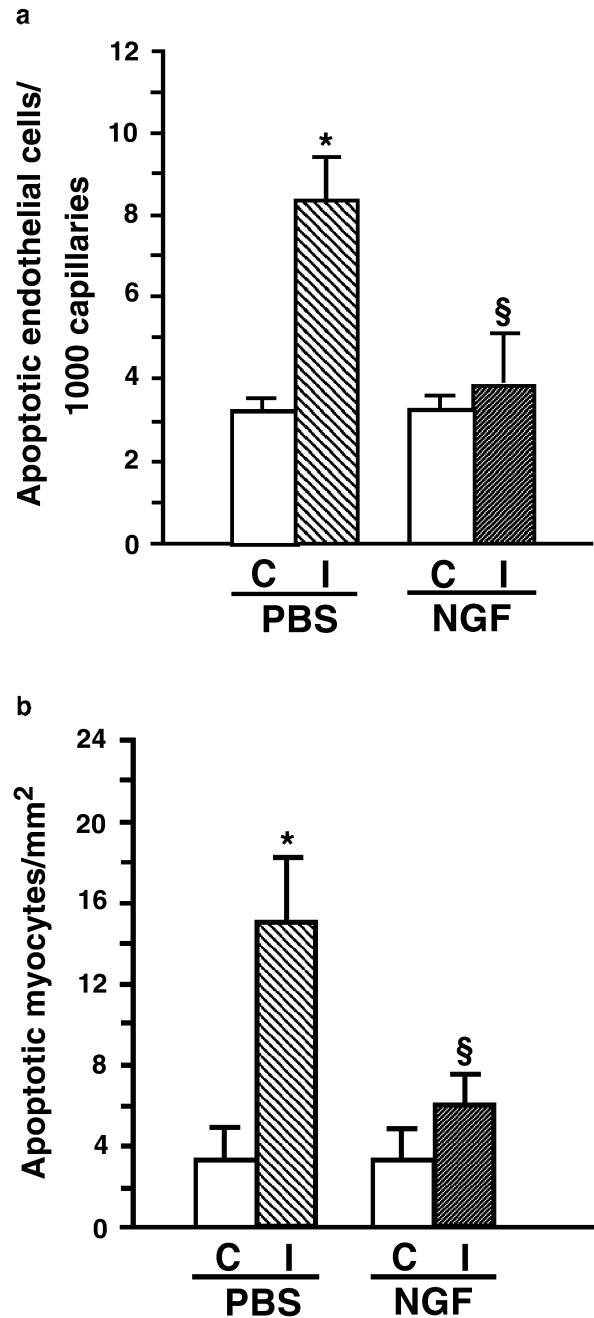 a
Apoptotic endothelial cells/
1000 capillaries
12
10
8
6
4
2
0
*
§
C I C I
PBS NGF
b
Apoptotic myocytes/mm²
24
20
16
12
8
4
0
*
§
C I C I
PBS NGF